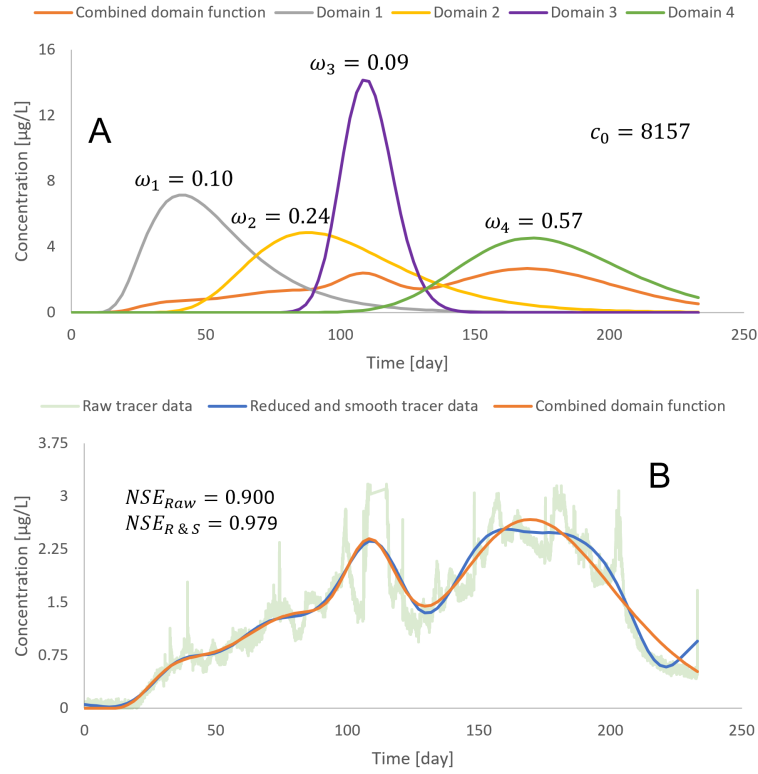 Combined domain function Domain 1 Domain 2 Domain 3 Domain 4
16
12
8
4
0
Concentration [µg/L]
A
ω₃ = 0.09
c₀ = 8157
ω₁ = 0.10
ω₂ = 0.24
ω₄ = 0.57
0 50 100 150 200 250
Time [day]
Raw tracer data Reduced and smooth tracer data Combined domain function
3.75
3
2.25
1.5
0.75
0
Concentration [µg/L]
B
NSE_Raw = 0.900
NSE_R & S = 0.979
0 50 100 150 200 250
Time [day]